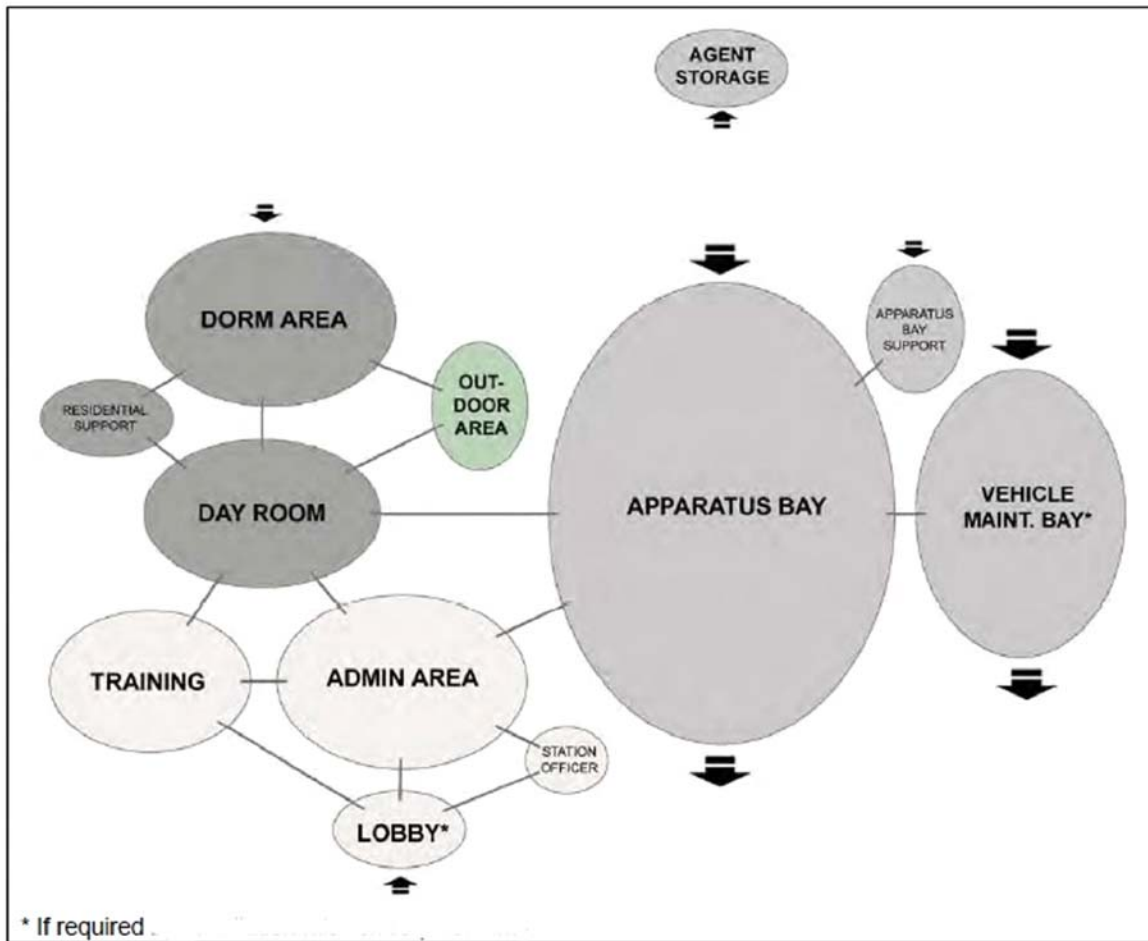 AGENT
STORAGE
DORM AREA
APPARATUS
BAY
SUPPORT
OUT-
DOOR
AREA
RESIDENTIAL
SUPPORT
DAY ROOM
APPARATUS BAY
VEHICLE
MAINT. BAY*
TRAINING
ADMIN AREA
STATION
OFFICER
LOBBY*
* If required